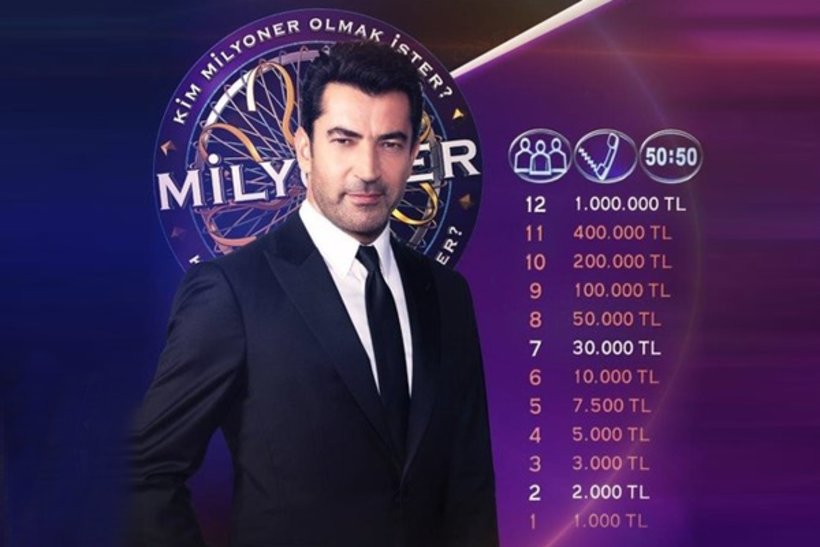 KİM MİLYONER OLMAK İSTER?
MİLY ER
ER?
50:50
12 1.000.000 TL
11 400.000 TL
10 200.000 TL
9 100.000 TL
8 50.000 TL
7 30.000 TL
6 10.000 TL
5 7.500 TL
4 5.000 TL
3 3.000 TL
2 2.000 TL
1 1.000 TL